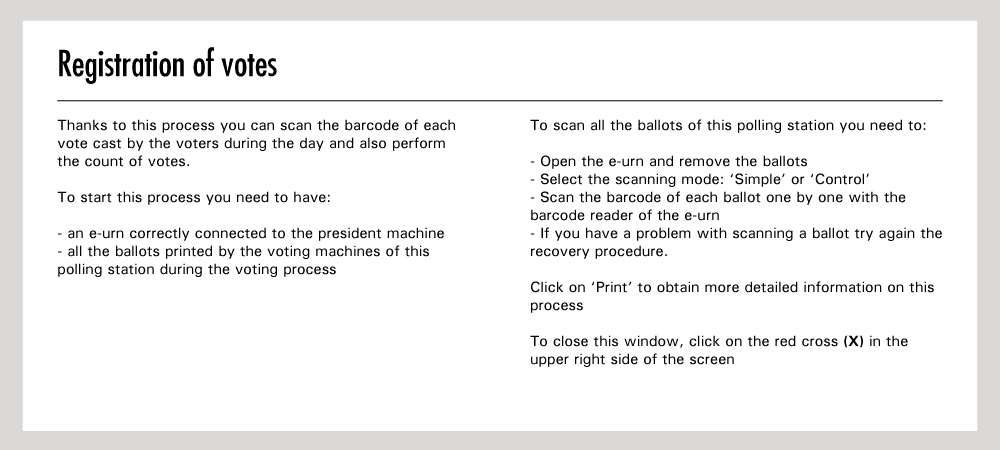 Registration of votes
Thanks to this process you can scan the barcode of each
vote cast by the voters during the day and also perform
the count of votes.
To start this process you need to have:
- an e-urn correctly connected to the president machine
- all the ballots printed by the voting machines of this
polling station during the voting process
To scan all the ballots of this polling station you need to:
- Open the e-urn and remove the ballots
- Select the scanning mode: ‘Simple’ or ‘Control’
- Scan the barcode of each ballot one by one with the
barcode reader of the e-urn
- If you have a problem with scanning a ballot try again the
recovery procedure.
Click on ‘Print’ to obtain more detailed information on this
process
To close this window, click on the red cross (X) in the
upper right side of the screen